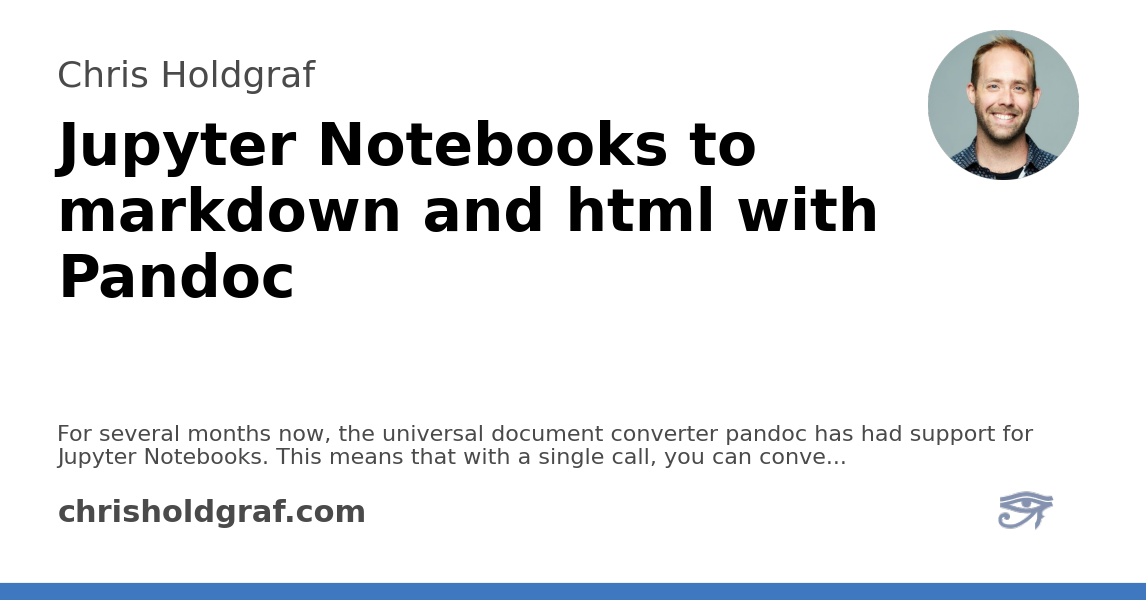 Chris Holdgraf
Jupyter Notebooks to
markdown and html with
Pandoc
For several months now, the universal document converter pandoc has had support for
Jupyter Notebooks. This means that with a single call, you can conve...
chrisholdgraf.com